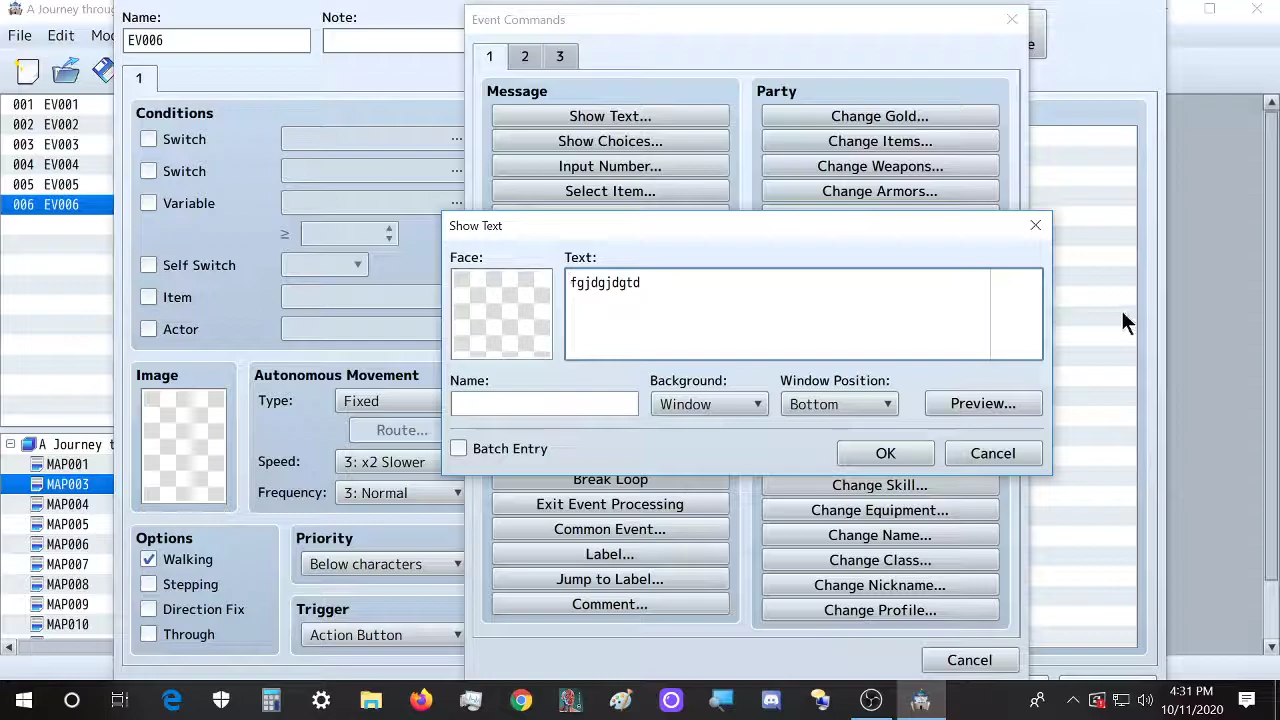 A Journey throu
File Edit Mod
Name:
Note:
EV006
1
001 EV001
002 EV002
003 EV003
004 EV004
005 EV005
006 EV006
A Journey t
MAP001
MAP003
MAP004
MAP005
MAP006
MAP007
MAP008
MAP009
MAP010
Conditions
Switch ...
Switch ...
Variable ...
≥
Self Switch
Item
Actor
Image
Autonomous Movement
Type: Fixed
Route...
Speed: 3: x2 Slower
Frequency: 3: Normal
Options
Walking
Stepping
Direction Fix
Through
Priority
Below characters
Trigger
Action Button
Event Commands
1 2 3
Message
Show Text...
Show Choices...
Input Number...
Select Item...
Party
Change Gold...
Change Items...
Change Weapons...
Change Armors...
Show Text
Face:
Text:
fgjdgjdgtd
Name:
Background:
Window
Window Position:
Bottom
Preview...
Batch Entry
OK
Cancel
Break Loop
Exit Event Processing
Common Event...
Label...
Jump to Label...
Comment...
Change Skill...
Change Equipment...
Change Name...
Change Class...
Change Nickname...
Change Profile...
Cancel
4:31 PM
10/11/2020